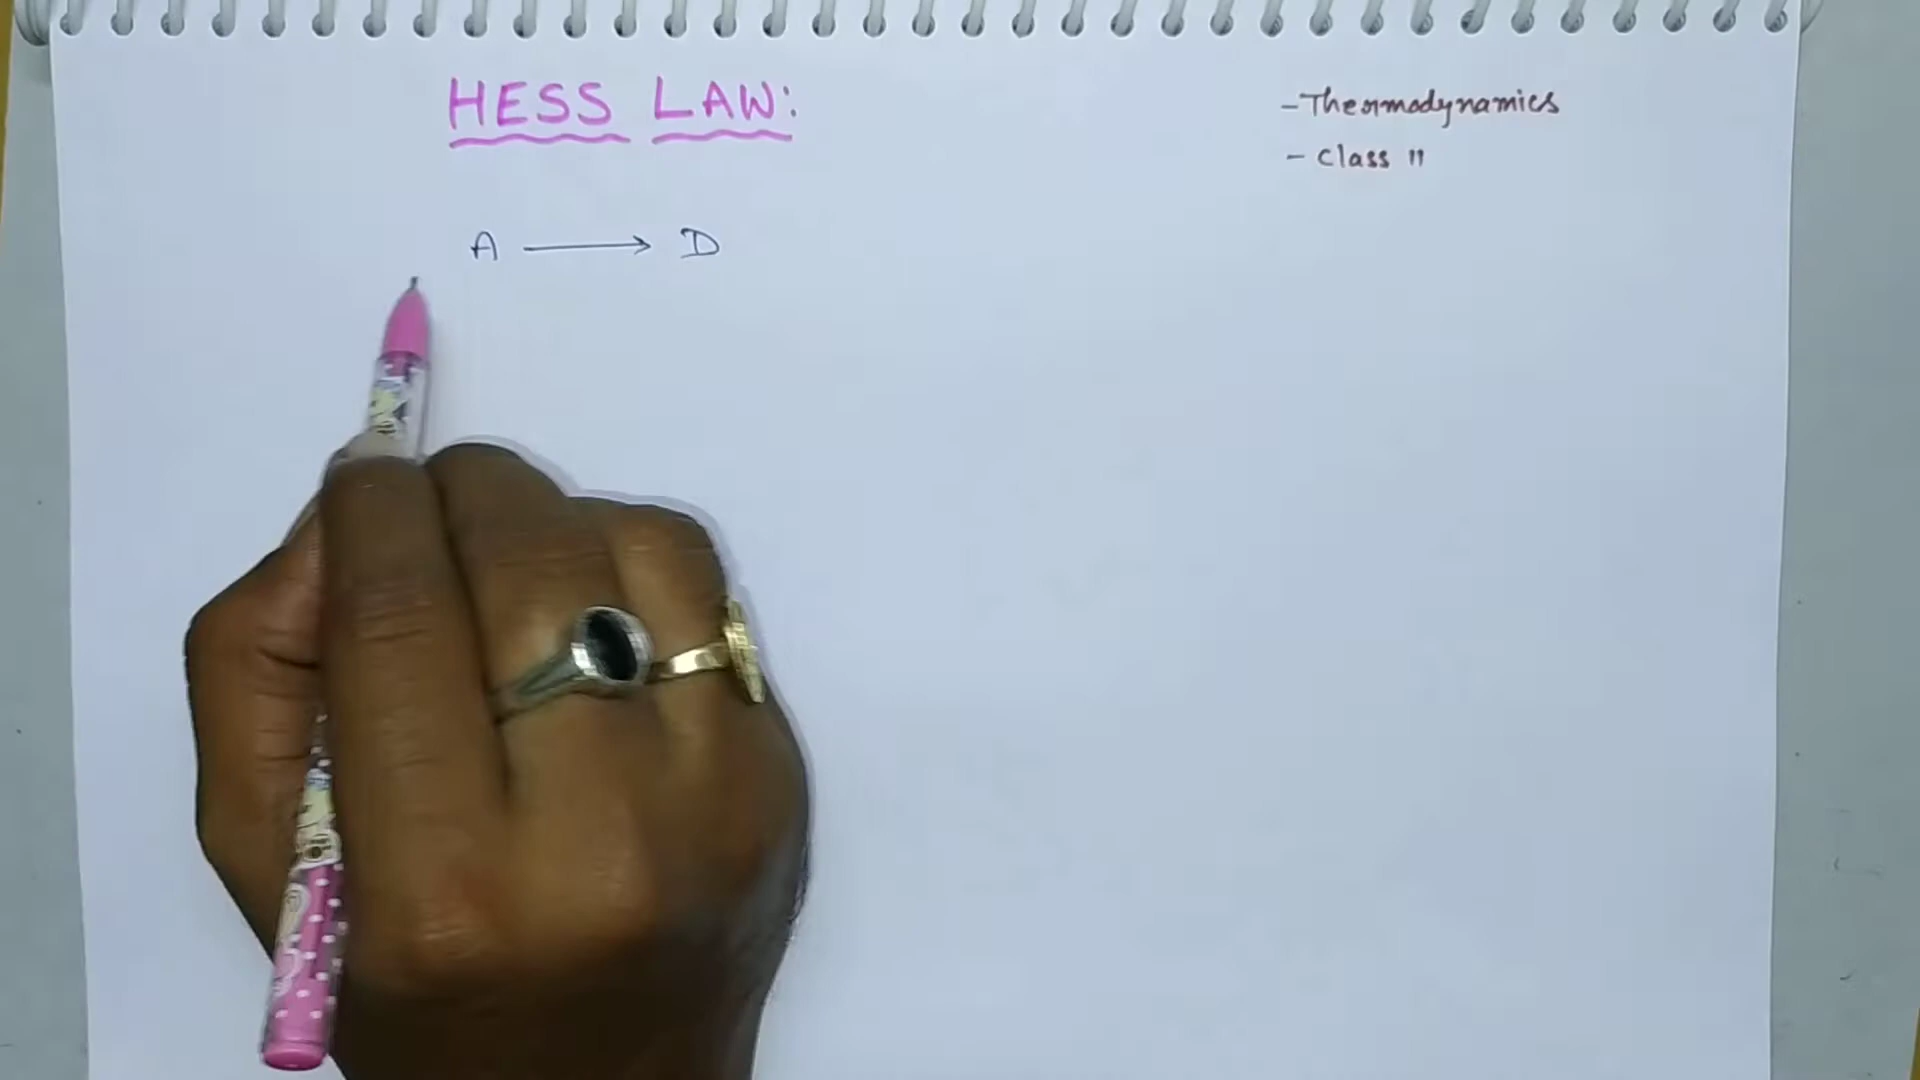 HESS LAW:
- Thermodynamics
- Class 11
A ⟶ D